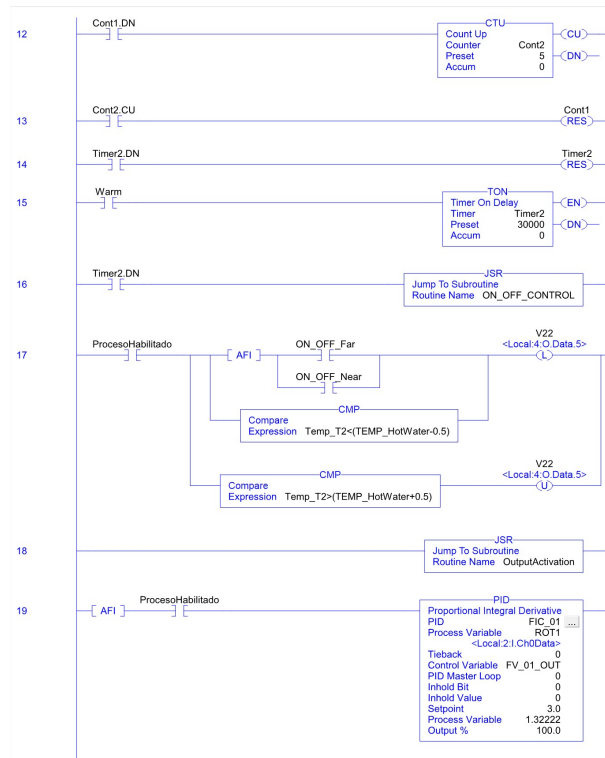 12
Cont1.DN
CTU
Count Up
Counter Cont2
Preset 5
Accum 0
CU
DN
13
Cont2.CU
Cont1
RES
14
Timer2.DN
Timer2
RES
15
Warm
TON
Timer On Delay
Timer Timer2
Preset 30000
Accum 0
EN
DN
16
Timer2.DN
JSR
Jump To Subroutine
Routine Name ON_OFF_CONTROL
17
ProcesoHabilitado
AFI
ON_OFF_Far
ON_OFF_Near
V22
<Local:4:O.Data.5>
L
CMP
Compare
Expression Temp_T2<(TEMP_HotWater-0.5)
CMP
Compare
Expression Temp_T2>(TEMP_HotWater+0.5)
V22
<Local:4:O.Data.5>
U
18
JSR
Jump To Subroutine
Routine Name OutputActivation
19
AFI
ProcesoHabilitado
PID
Proportional Integral Derivative
PID FIC_01 ...
Process Variable ROT1
<Local:2:I.Ch0Data>
Tieback 0
Control Variable FV_01_OUT
PID Master Loop 0
Inhold Bit 0
Inhold Value 0
Setpoint 3.0
Process Variable 1.32222
Output % 100.0